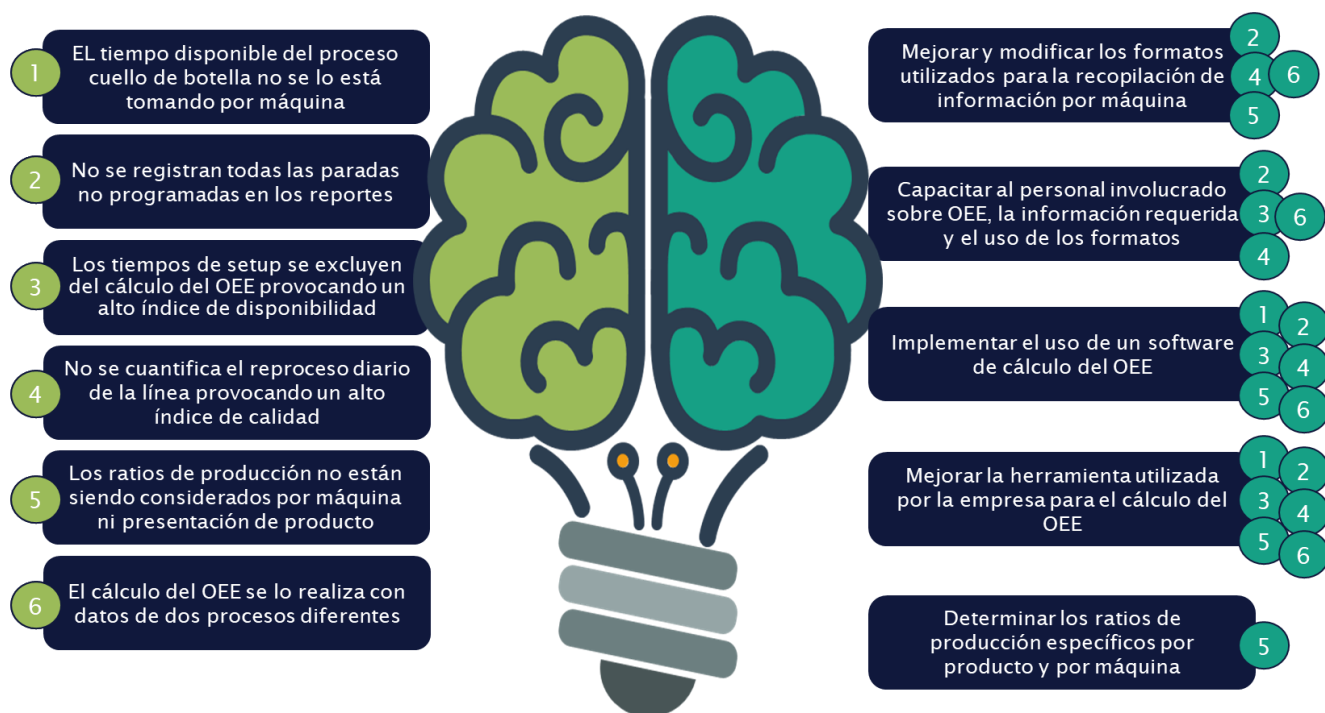 1
EL tiempo disponible del proceso
cuello de botella no se lo está
tomando por máquina
2
No se registran todas las paradas
no programadas en los reportes
3
Los tiempos de setup se excluyen
del cálculo del OEE provocando un
alto índice de disponibilidad
4
No se cuantifica el reproceso diario
de la línea provocando un alto
índice de calidad
5
Los ratios de producción no están
siendo considerados por máquina
ni presentación de producto
6
El cálculo del OEE se lo realiza con
datos de dos procesos diferentes
Mejorar y modificar los formatos
utilizados para la recopilación de
información por máquina
2
4
6
5
Capacitar al personal involucrado
sobre OEE, la información requerida
y el uso de los formatos
2
3
6
4
Implementar el uso de un software
de cálculo del OEE
1
2
3
4
5
6
Mejorar la herramienta utilizada
por la empresa para el cálculo del
OEE
1
2
3
4
5
6
Determinar los ratios de
producción específicos por
producto y por máquina
5